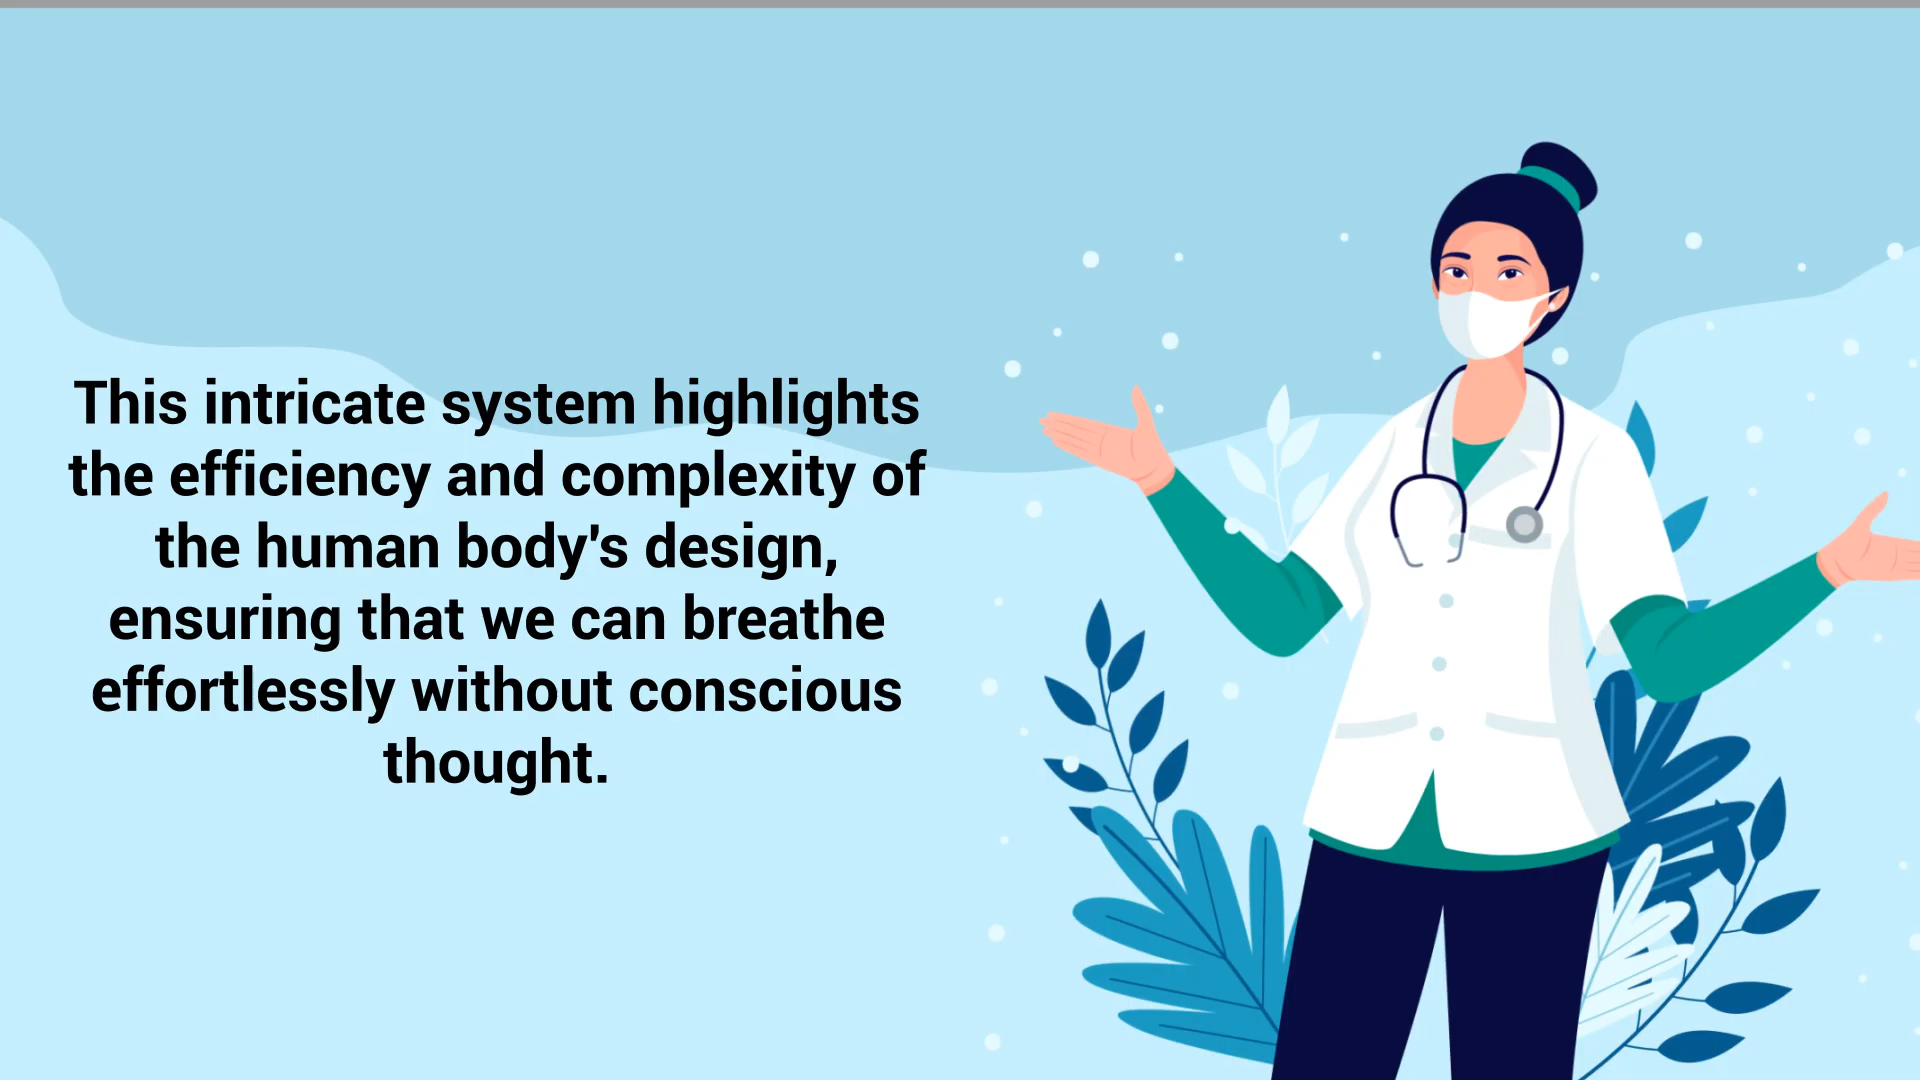 This intricate system highlights
the efficiency and complexity of
the human body's design,
ensuring that we can breathe
effortlessly without conscious
thought.